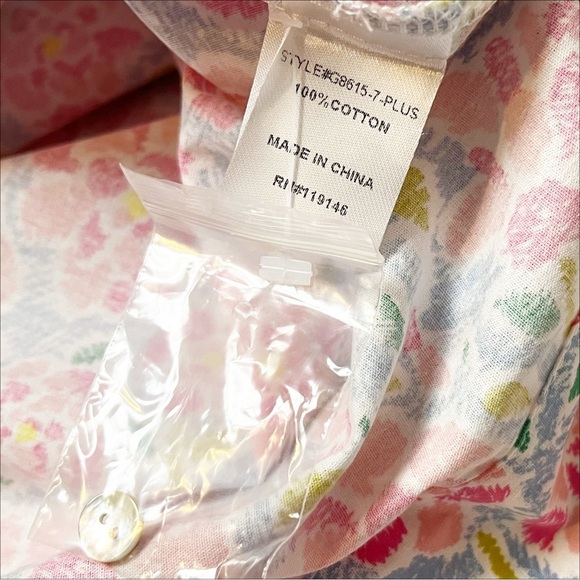 STYLE#G8615-7-PLUS
100%COTTON
MADE IN CHINA
RN#119146